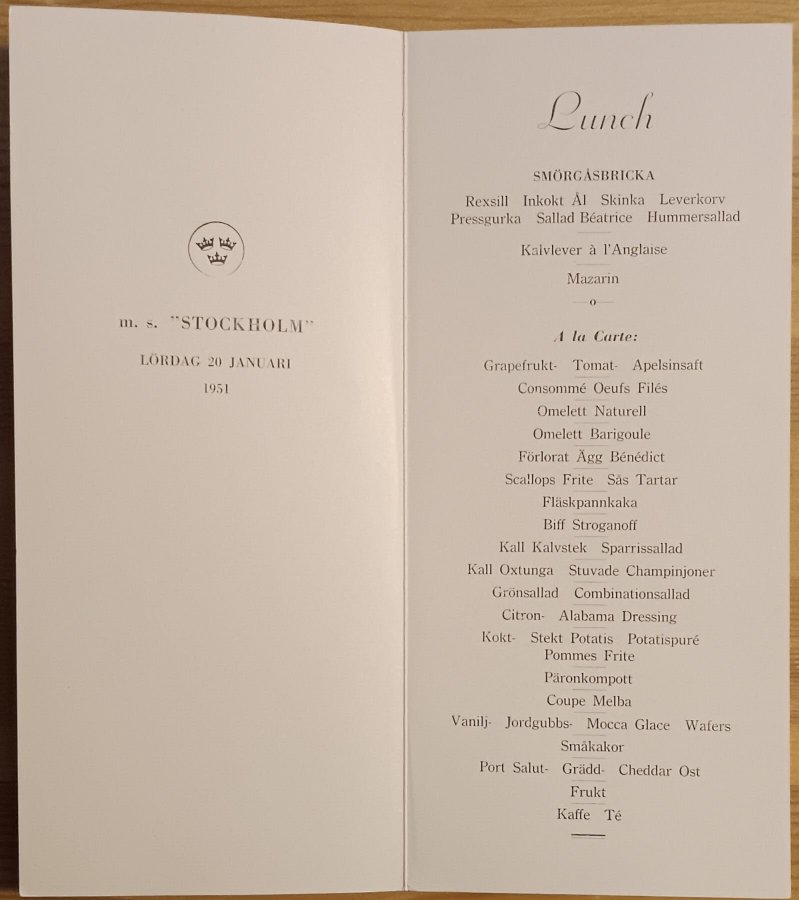 m. s. "STOCKHOLM"
LÖRDAG 20 JANUARI
1951
Lunch
SMÖRGÅSBRICKA
Rexsill Inkokt Ål Skinka Leverkorv
Pressgurka Sallad Béatrice Hummersallad
Kalvlever à l'Anglaise
Mazarin
o
A la Carte:
Grapefrukt- Tomat- Apelsinsaft
Consommé Oeufs Filés
Omelett Naturell
Omelett Barigoule
Förlorat Ägg Bénédict
Scallops Frite Sås Tartar
Fläskpannkaka
Biff Stroganoff
Kall Kalvstek Sparrissallad
Kall Oxtunga Stuvade Champinjoner
Grönsallad Combinationsallad
Citron- Alabama Dressing
Kokt- Stekt Potatis Potatispuré
Pommes Frite
Päronkompott
Coupe Melba
Vanilj- Jordgubbs- Mocca Glace Wafers
Småkakor
Port Salut- Grädd- Cheddar Ost
Frukt
Kaffe Té